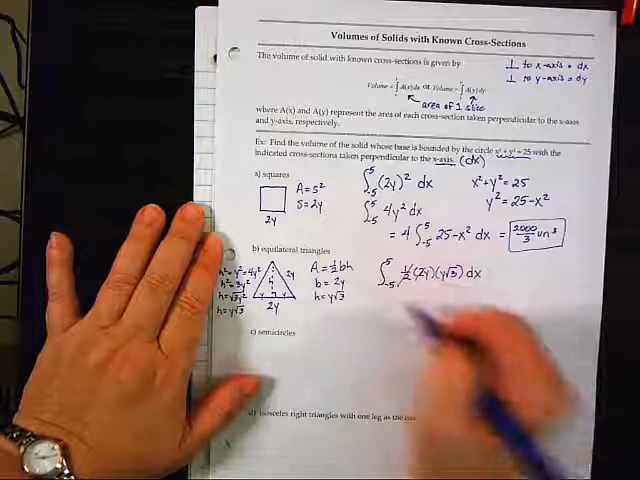 Volumes of Solids with Known Cross-Sections
The volume of solid with known cross-sections is given by
⊥ to x-axis = dx
⊥ to y-axis = dy
Volume = ∫ A(x) dx or Volume = ∫ A(y) dy
area of 1 slice
where A(x) and A(y) represent the area of each cross-section taken perpendicular to the x-axis
and y-axis, respectively.
Ex: Find the volume of the solid whose base is bounded by the circle x² + y² = 25 with the
indicated cross-sections taken perpendicular to the x-axis. (dx)
a) squares
A = s²
s = 2y
2y
∫₋₅⁵ (2y)² dx
x² + y² = 25
∫₋₅⁵ 4y² dx
y² = 25 - x²
= 4 ∫₋₅⁵ 25 - x² dx = 2000/3 un³
b) equilateral triangles
h² + y² = 4y²
h² = 3y²
h = √3y²
h = y√3
2y
h
y
y
2y
A = ½bh
b = 2y
h = y√3
∫₋₅⁵ ½(2y)(y√3) dx
c) semicircles
d) isosceles right triangles with one leg as the